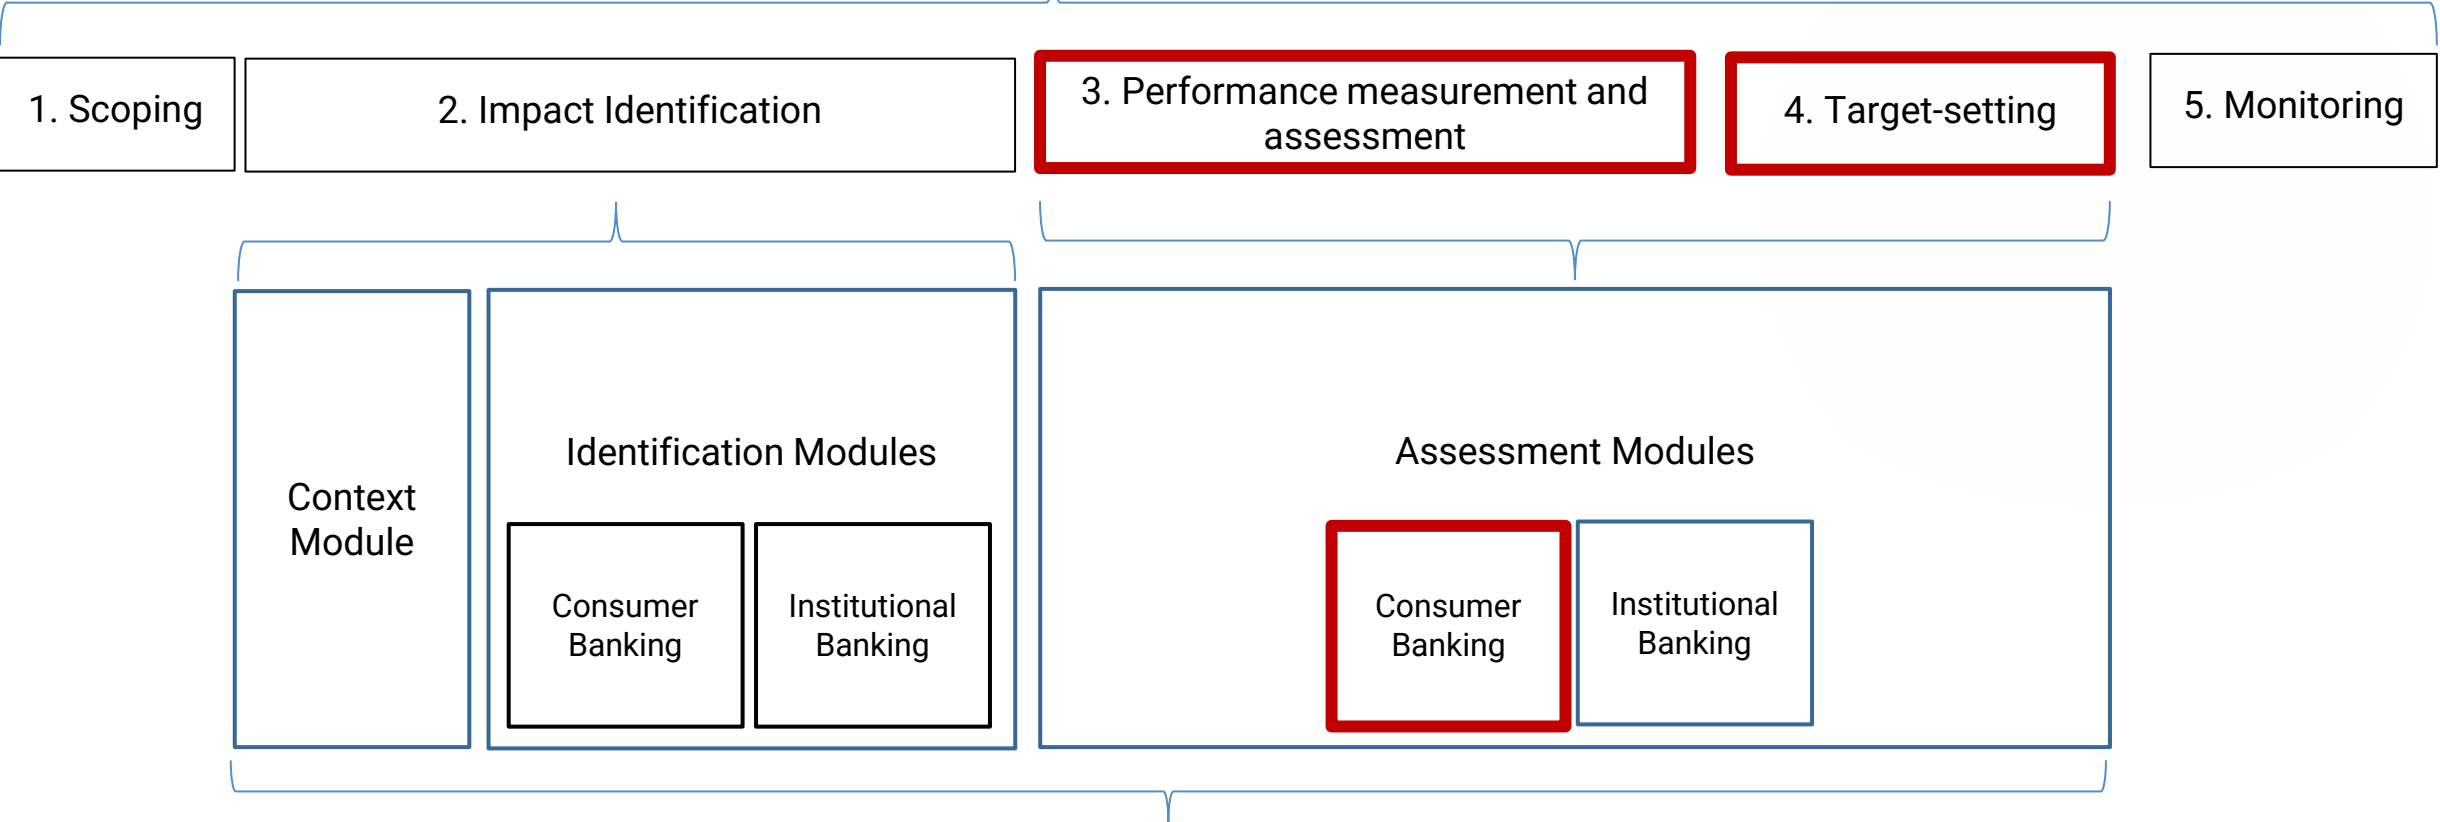 1. Scoping
2. Impact Identification
3. Performance measurement and
assessment
4. Target-setting
5. Monitoring
Context
Module
Identification Modules
Consumer
Banking
Institutional
Banking
Assessment Modules
Consumer
Banking
Institutional
Banking